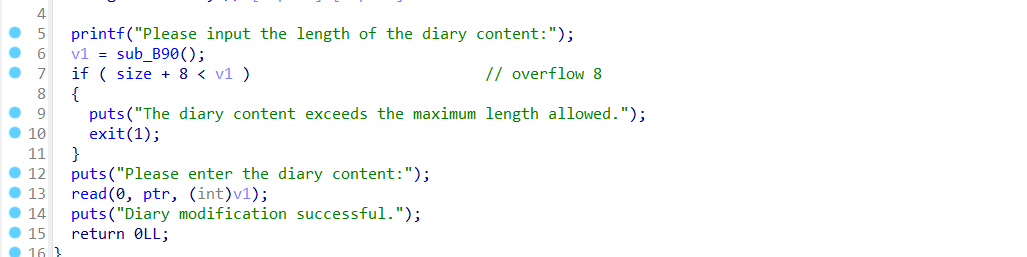 4
5 printf("Please input the length of the diary content:");
6 v1 = sub_B90();
7 if ( size + 8 < v1 ) // overflow 8
8 {
9 puts("The diary content exceeds the maximum length allowed.");
10 exit(1);
11 }
12 puts("Please enter the diary content:");
13 read(0, ptr, (int)v1);
14 puts("Diary modification successful.");
15 return 0LL;
16 }